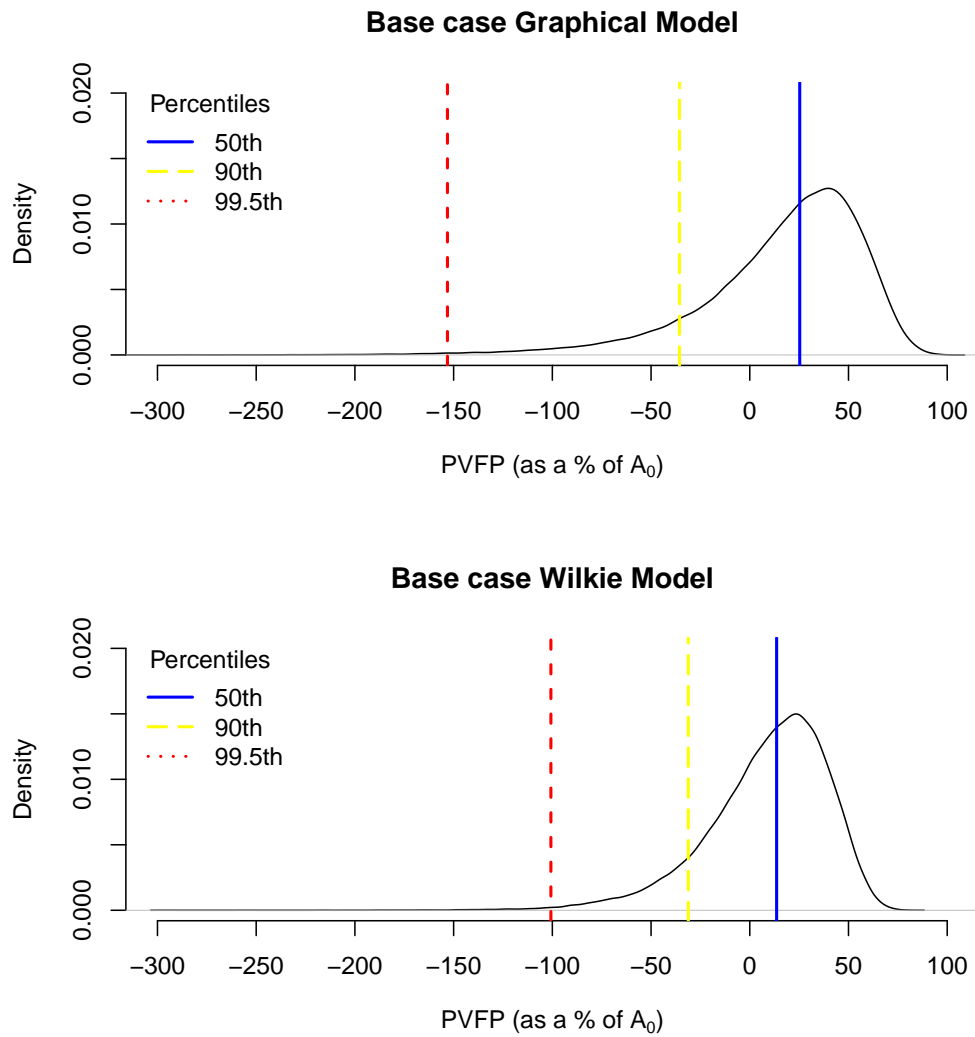 Base case Graphical Model
Density
0.000 0.010 0.020
Percentiles
50th
90th
99.5th
−300 −250 −200 −150 −100 −50 0 50 100
PVFP (as a % of A₀)
Base case Wilkie Model
Density
0.000 0.010 0.020
Percentiles
50th
90th
99.5th
−300 −250 −200 −150 −100 −50 0 50 100
PVFP (as a % of A₀)